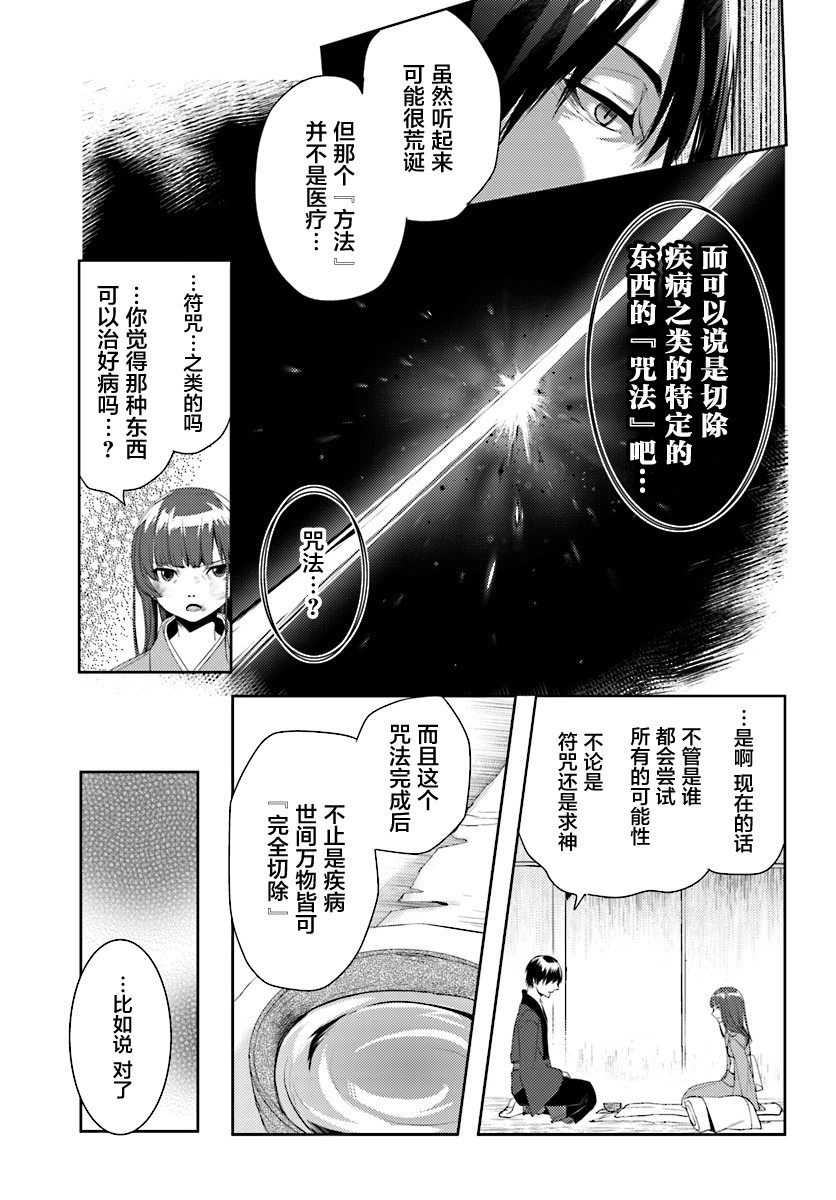 虽然听起来
可能很荒诞
但那个『方法』
并不是医疗…
而可以说是切除
疾病之类的特定的
东西的『咒法』吧…
咒法…?
…符咒…之类的吗
…你觉得那种东西
可以治好病吗…?
…是啊 现在的话
不管是谁
都会尝试
所有的可能性
不论是
符咒还是求神
而且这个
咒法完成后
不止是疾病
世间万物皆可
『完全切除』
…比如说 对了